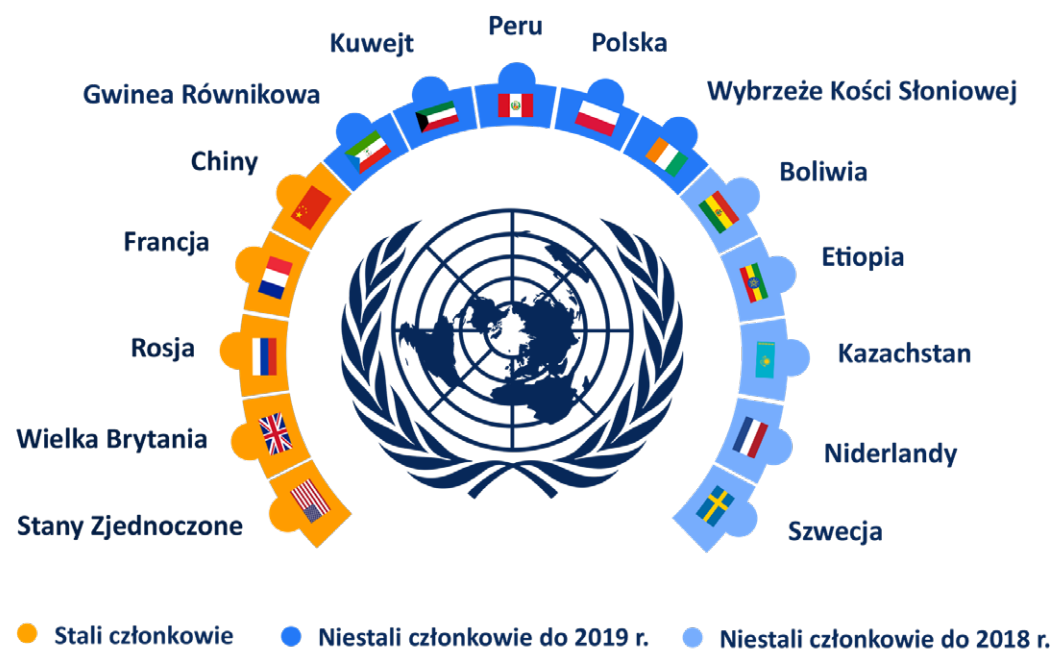 Peru
Kuwejt
Polska
Gwinea Równikowa
Wybrzeże Kości Słoniowej
Chiny
Boliwia
Francja
Etiopia
Rosja
Kazachstan
Wielka Brytania
Niderlandy
Stany Zjednoczone
Szwecja
Stali członkowie
Niestali członkowie do 2019 r.
Niestali członkowie do 2018 r.